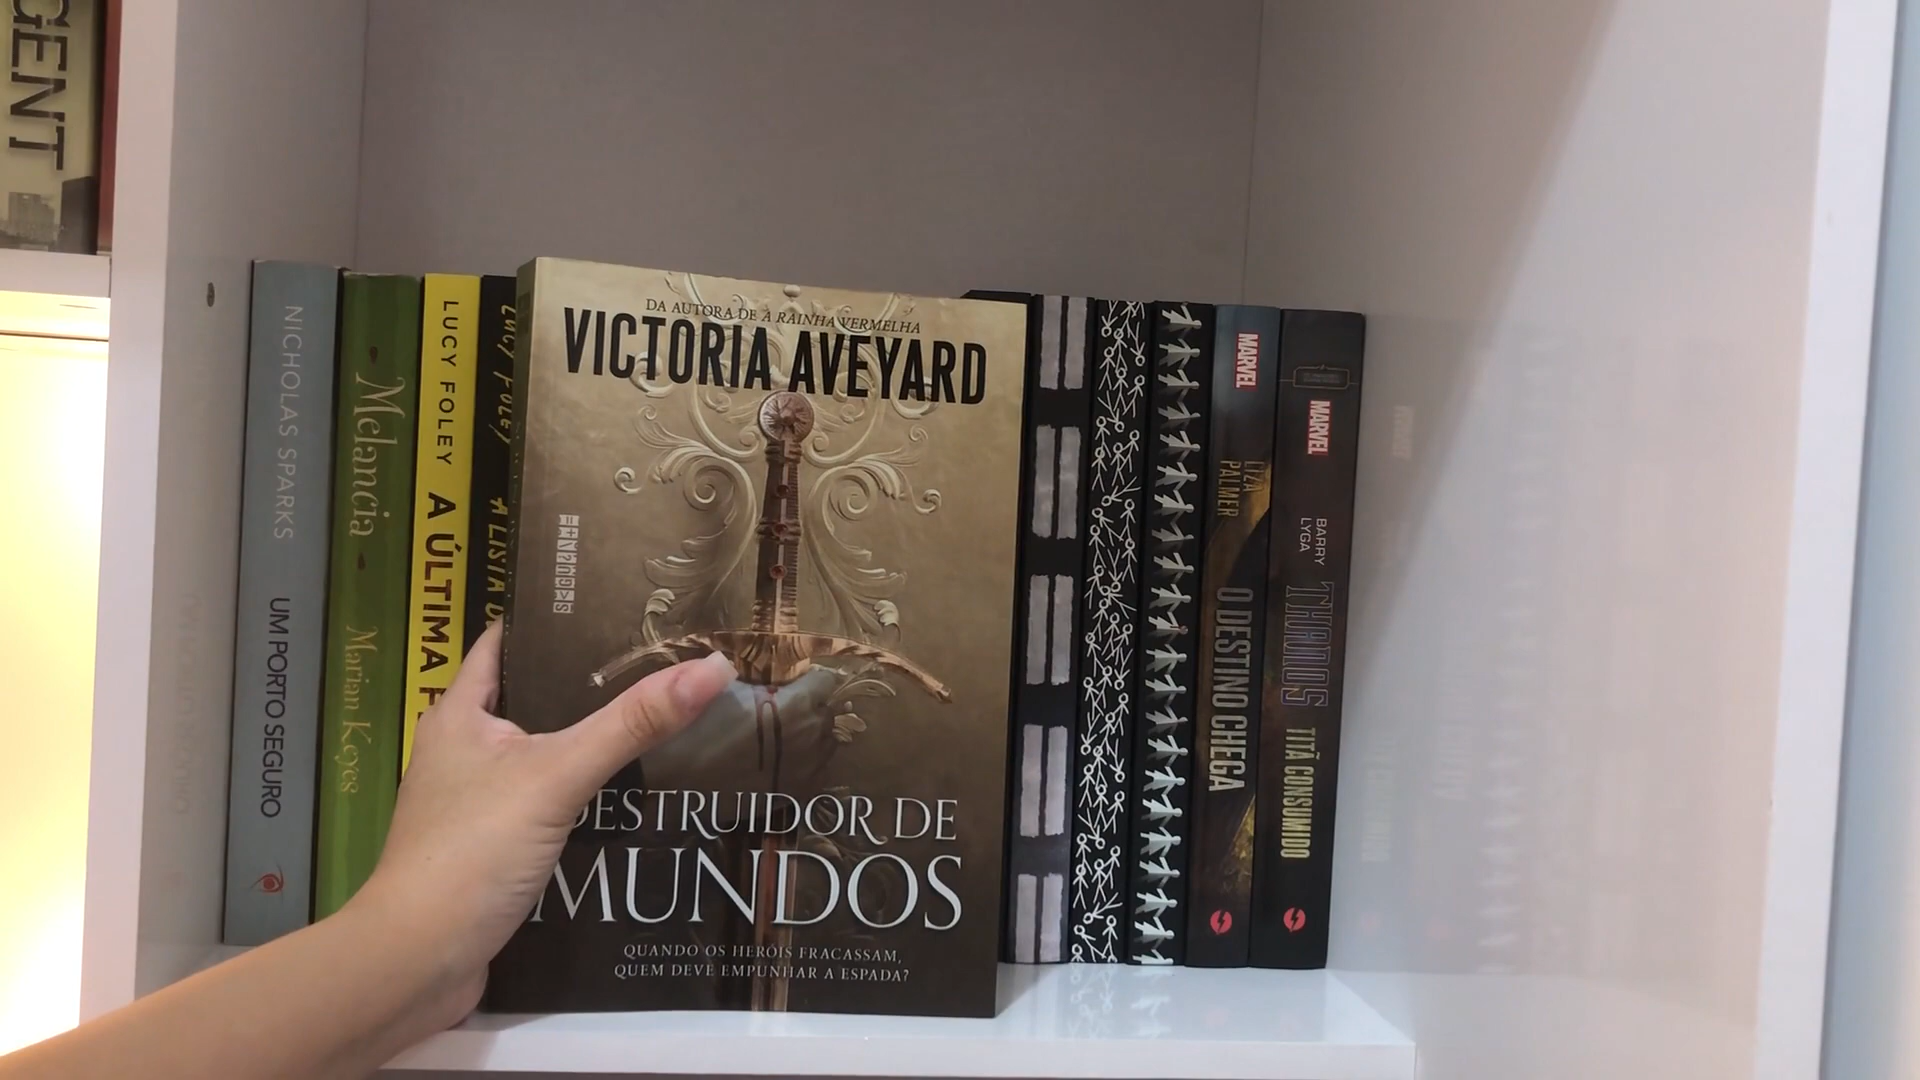 GENT
NICHOLAS SPARKS
UM PORTO SEGURO
Melancia
Marian Keyes
LUCY FOLEY
A ÚLTIMA
LUCY FOLEY
A LISTA
DA AUTORA DE A RAINHA VERMELHA
VICTORIA AVEYARD
DESTRUIDOR DE
MUNDOS
QUANDO OS HERÓIS FRACASSAM,
QUEM DEVE EMPUNHAR A ESPADA?
MARVEL
LIZA
PALMER
O DESTINO CHEGA
MARVEL
BARRY
LYGA
THANOS
TITÃ CONSUMIDO